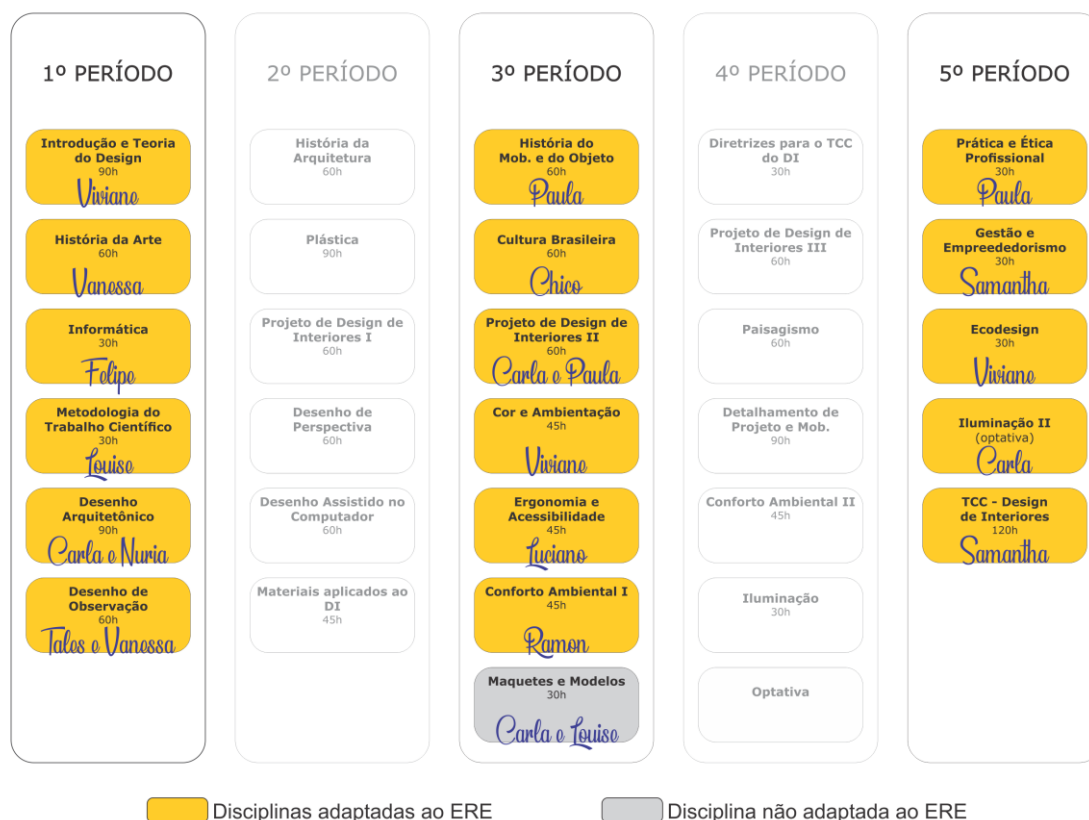 1º PERÍODO
Introdução e Teoria
do Design
90h
Viviane
História da Arte
60h
Vanessa
Informática
30h
Felipe
Metodologia do
Trabalho Científico
30h
Louise
Desenho
Arquitetônico
90h
Carla e Nuria
Desenho de
Observação
60h
Tales e Vanessa
2º PERÍODO
História da
Arquitetura
60h
Plástica
90h
Projeto de Design de
Interiores I
60h
Desenho de
Perspectiva
60h
Desenho Assistido no
Computador
60h
Materiais aplicados ao
DI
45h
3º PERÍODO
História do
Mob. e do Objeto
60h
Paula
Cultura Brasileira
60h
Chico
Projeto de Design de
Interiores II
60h
Carla e Paula
Cor e Ambientação
45h
Viviane
Ergonomia e
Acessibilidade
45h
Luciano
Conforto Ambiental I
45h
Ramon
Maquetes e Modelos
30h
Carla e Louise
4º PERÍODO
Diretrizes para o TCC
do DI
30h
Projeto de Design de
Interiores III
60h
Paisagismo
60h
Detalhamento de
Projeto e Mob.
90h
Conforto Ambiental II
45h
Iluminação
30h
Optativa
5º PERÍODO
Prática e Ética
Profissional
30h
Paula
Gestão e
Empreededorismo
30h
Samantha
Ecodesign
30h
Viviane
Iluminação II
(optativa)
Carla
TCC - Design
de Interiores
120h
Samantha
Disciplinas adaptadas ao ERE
Disciplina não adaptada ao ERE